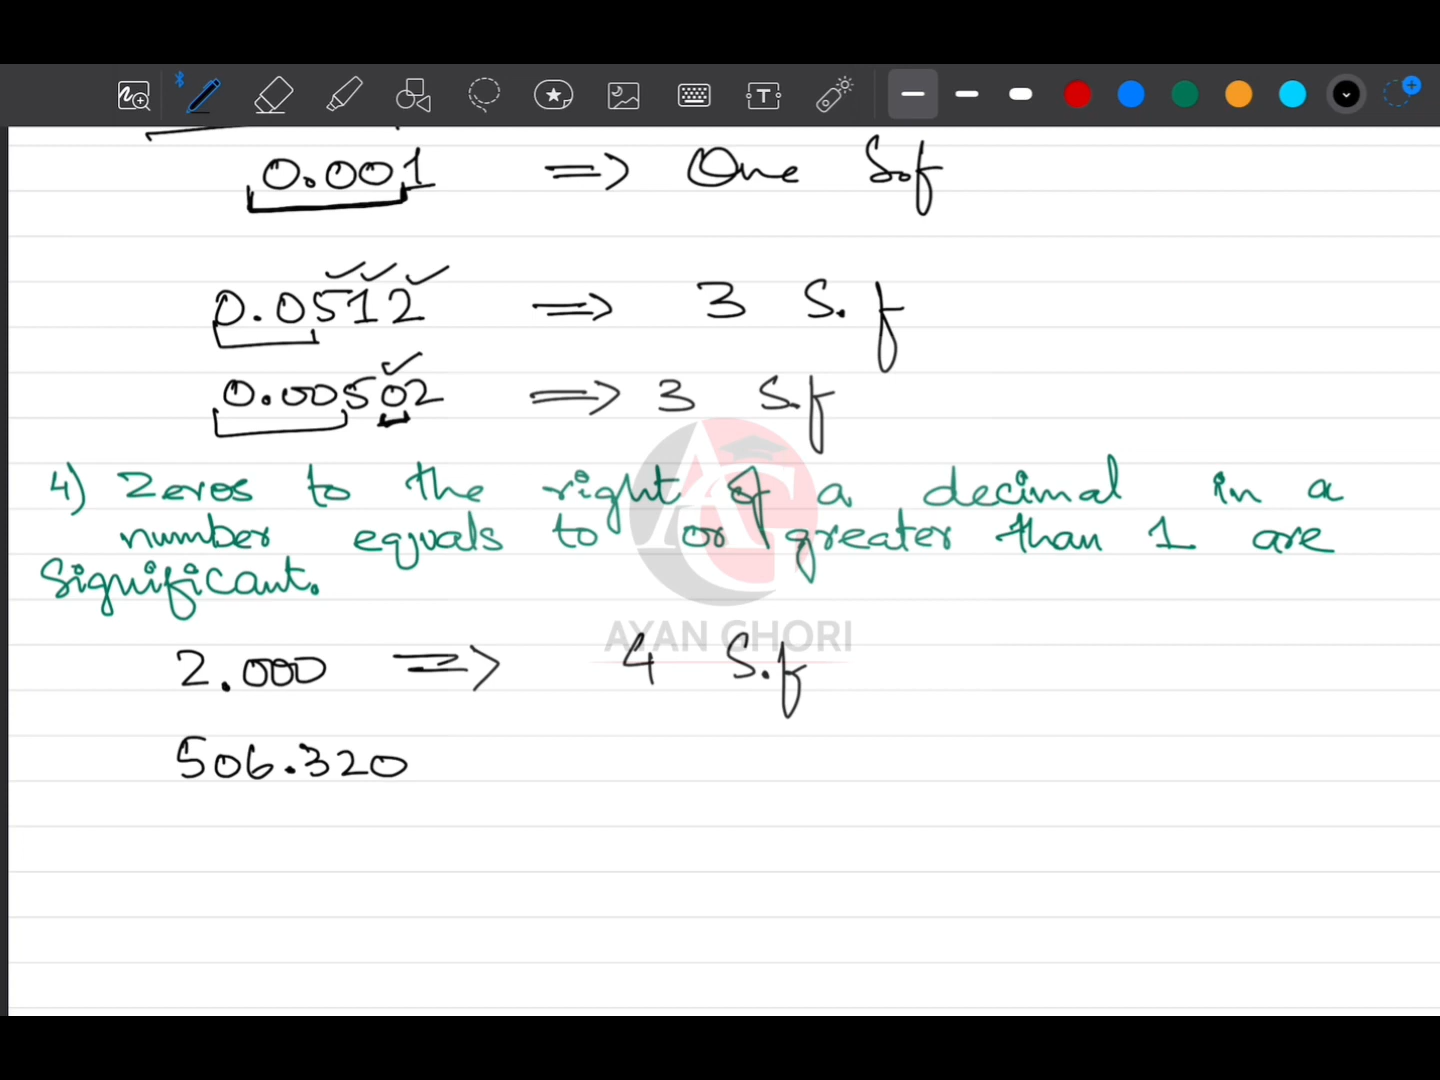 0.001 => One S.f
0.0512 => 3 S.f
0.00502 => 3 S.f
4) Zeros to the right of a decimal in a
number equals to or greater than 1 are
significant.
AYAN GHORI
2.000 => 4 S.f
506.320